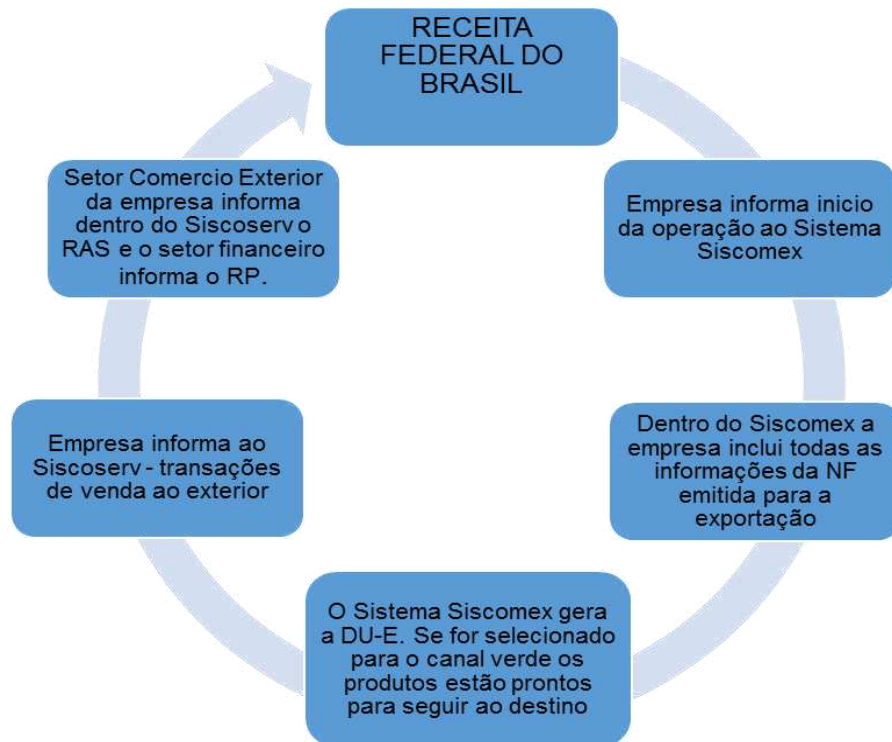 RECEITA
FEDERAL DO
BRASIL
Empresa informa inicio
da operação ao Sistema
Siscomex
Dentro do Siscomex a
empresa inclui todas as
informações da NF
emitida para a
exportação
O Sistema Siscomex gera
a DU-E. Se for selecionado
para o canal verde os
produtos estão prontos
para seguir ao destino
Empresa informa ao
Siscoserv - transações
de venda ao exterior
Setor Comercio Exterior
da empresa informa
dentro do Siscoserv o
RAS e o setor financeiro
informa o RP.